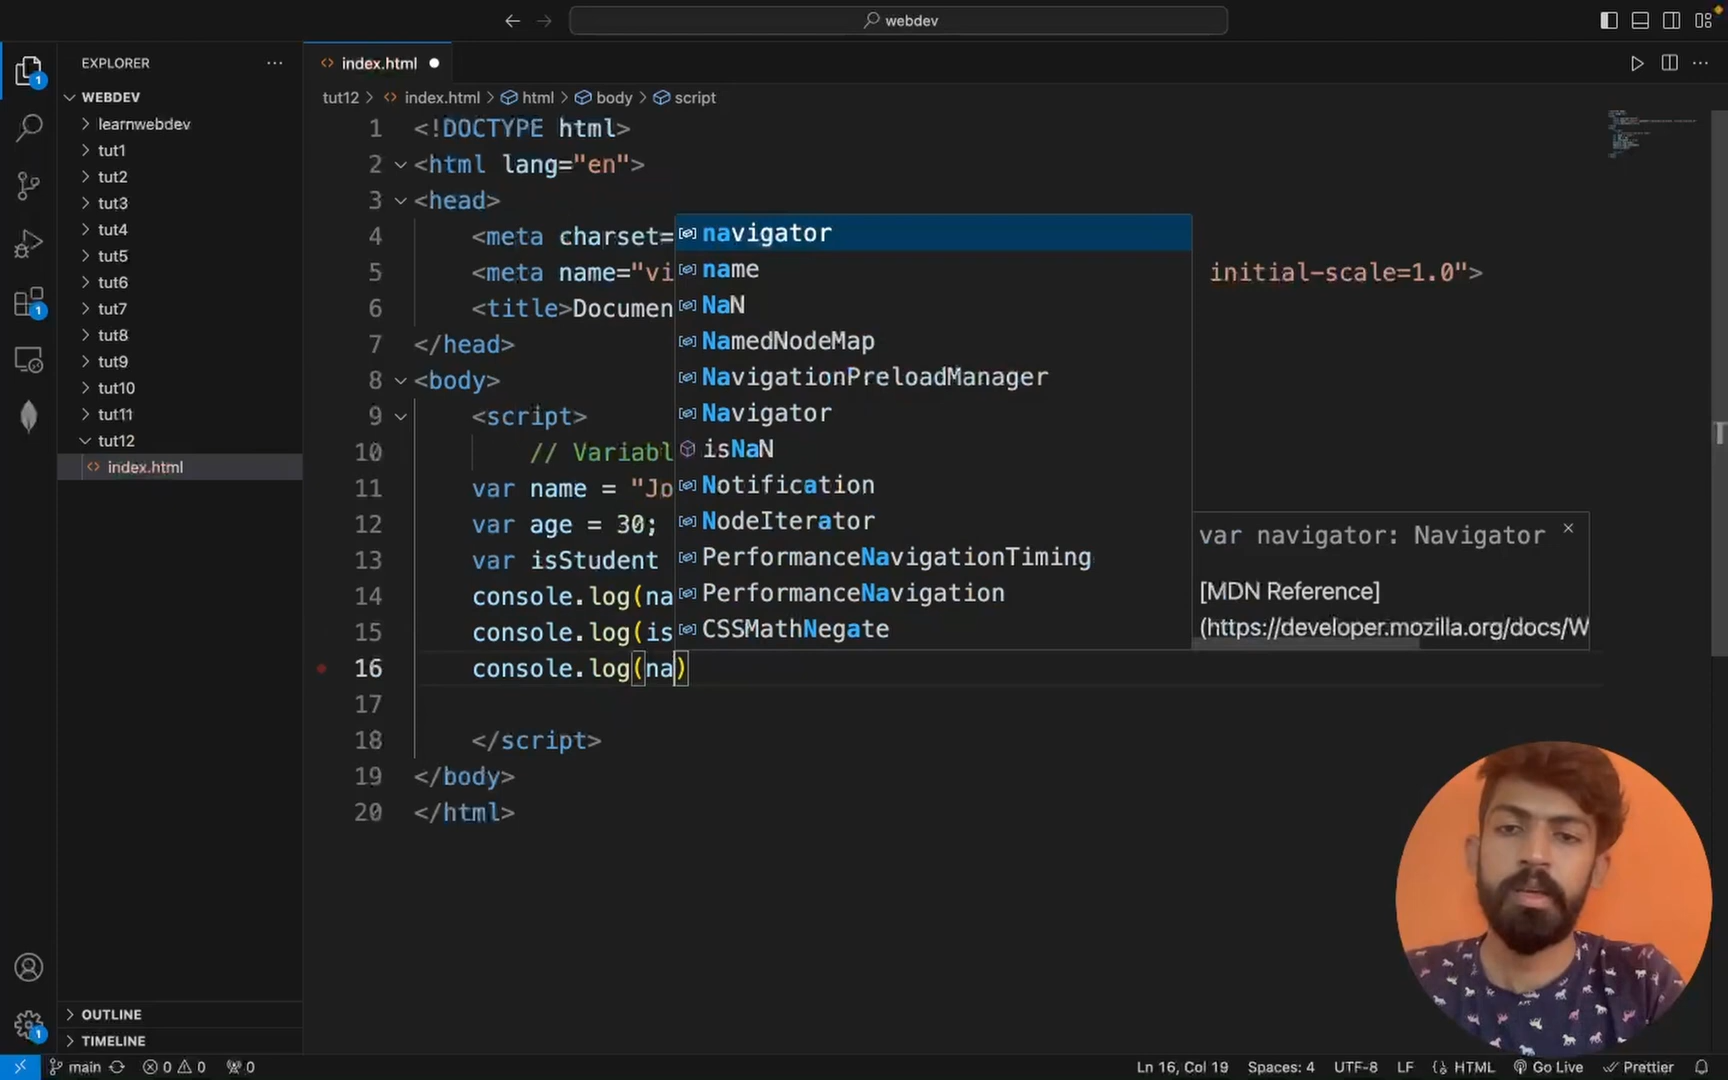 webdev
EXPLORER
WEBDEV
learnwebdev
tut1
tut2
tut3
tut4
tut5
tut6
tut7
tut8
tut9
tut10
tut11
tut12
index.html
OUTLINE
TIMELINE
index.html
tut12 > index.html > html > body > script
1 <!DOCTYPE html>
2 <html lang="en">
3 <head>
4 <meta charset=
5 <meta name="vi initial-scale=1.0">
6 <title>Documen
7 </head>
8 <body>
9 <script>
10 // Variabl
11 var name = "Jo
12 var age = 30;
13 var isStudent
14 console.log(na
15 console.log(is
16 console.log(na)
17
18 </script>
19 </body>
20 </html>
navigator
name
NaN
NamedNodeMap
NavigationPreloadManager
Navigator
isNaN
Notification
NodeIterator
PerformanceNavigationTiming
PerformanceNavigation
CSSMathNegate
var navigator: Navigator
[MDN Reference]
(https://developer.mozilla.org/docs/W
1
1
1
main 0 0 0 Ln 16, Col 19 Spaces: 4 UTF-8 LF {} HTML Go Live Prettier